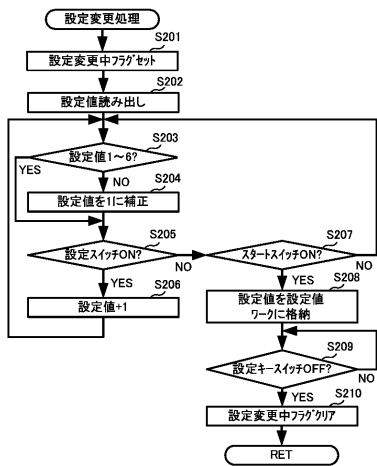 設定変更処理
S201
設定変更中フラグセット
S202
設定値読み出し
S203
設定値1～6?
YES
NO
S204
設定値を1に補正
S205
設定スイッチON?
NO
YES
S206
設定値+1
S207
スタートスイッチON?
NO
YES
S208
設定値を設定値
ワークに格納
S209
設定キースイッチOFF?
NO
YES
S210
設定変更中フラグクリア
RET